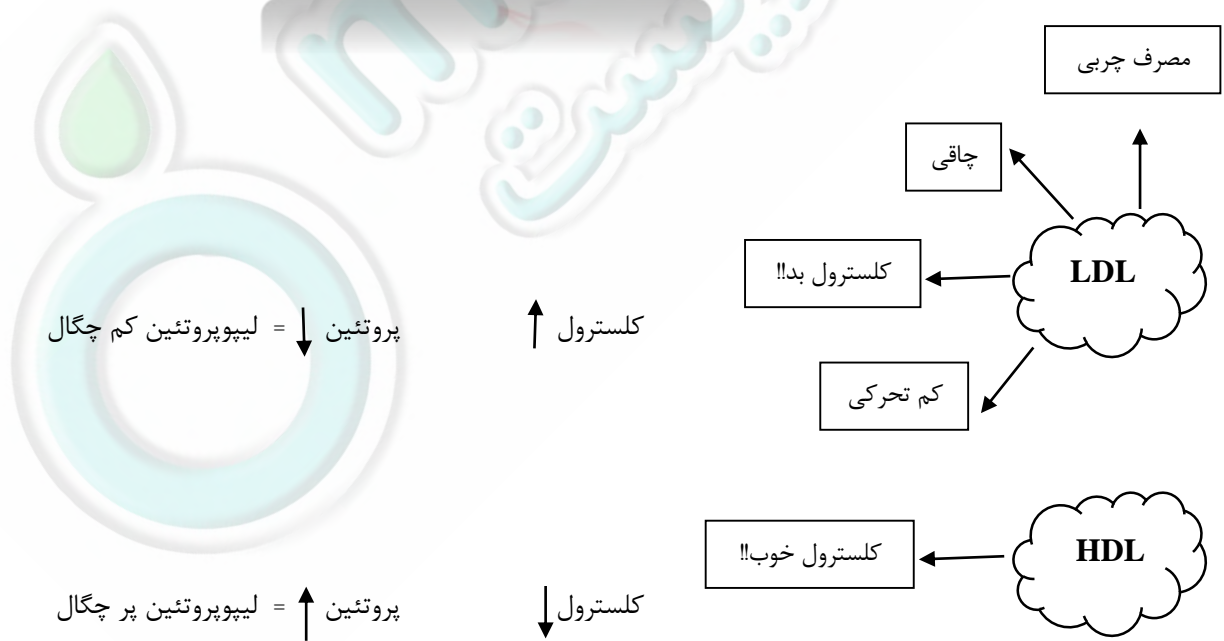 مصرف چربی
چاقی
LDL
کلسترول بد!!
کلسترول ↑ پروتئین ↓ = لیپوپروتئین کم چگال
کم تحرکی
HDL
کلسترول خوب!!
کلسترول ↓ پروتئین ↑ = لیپوپروتئین پر چگال